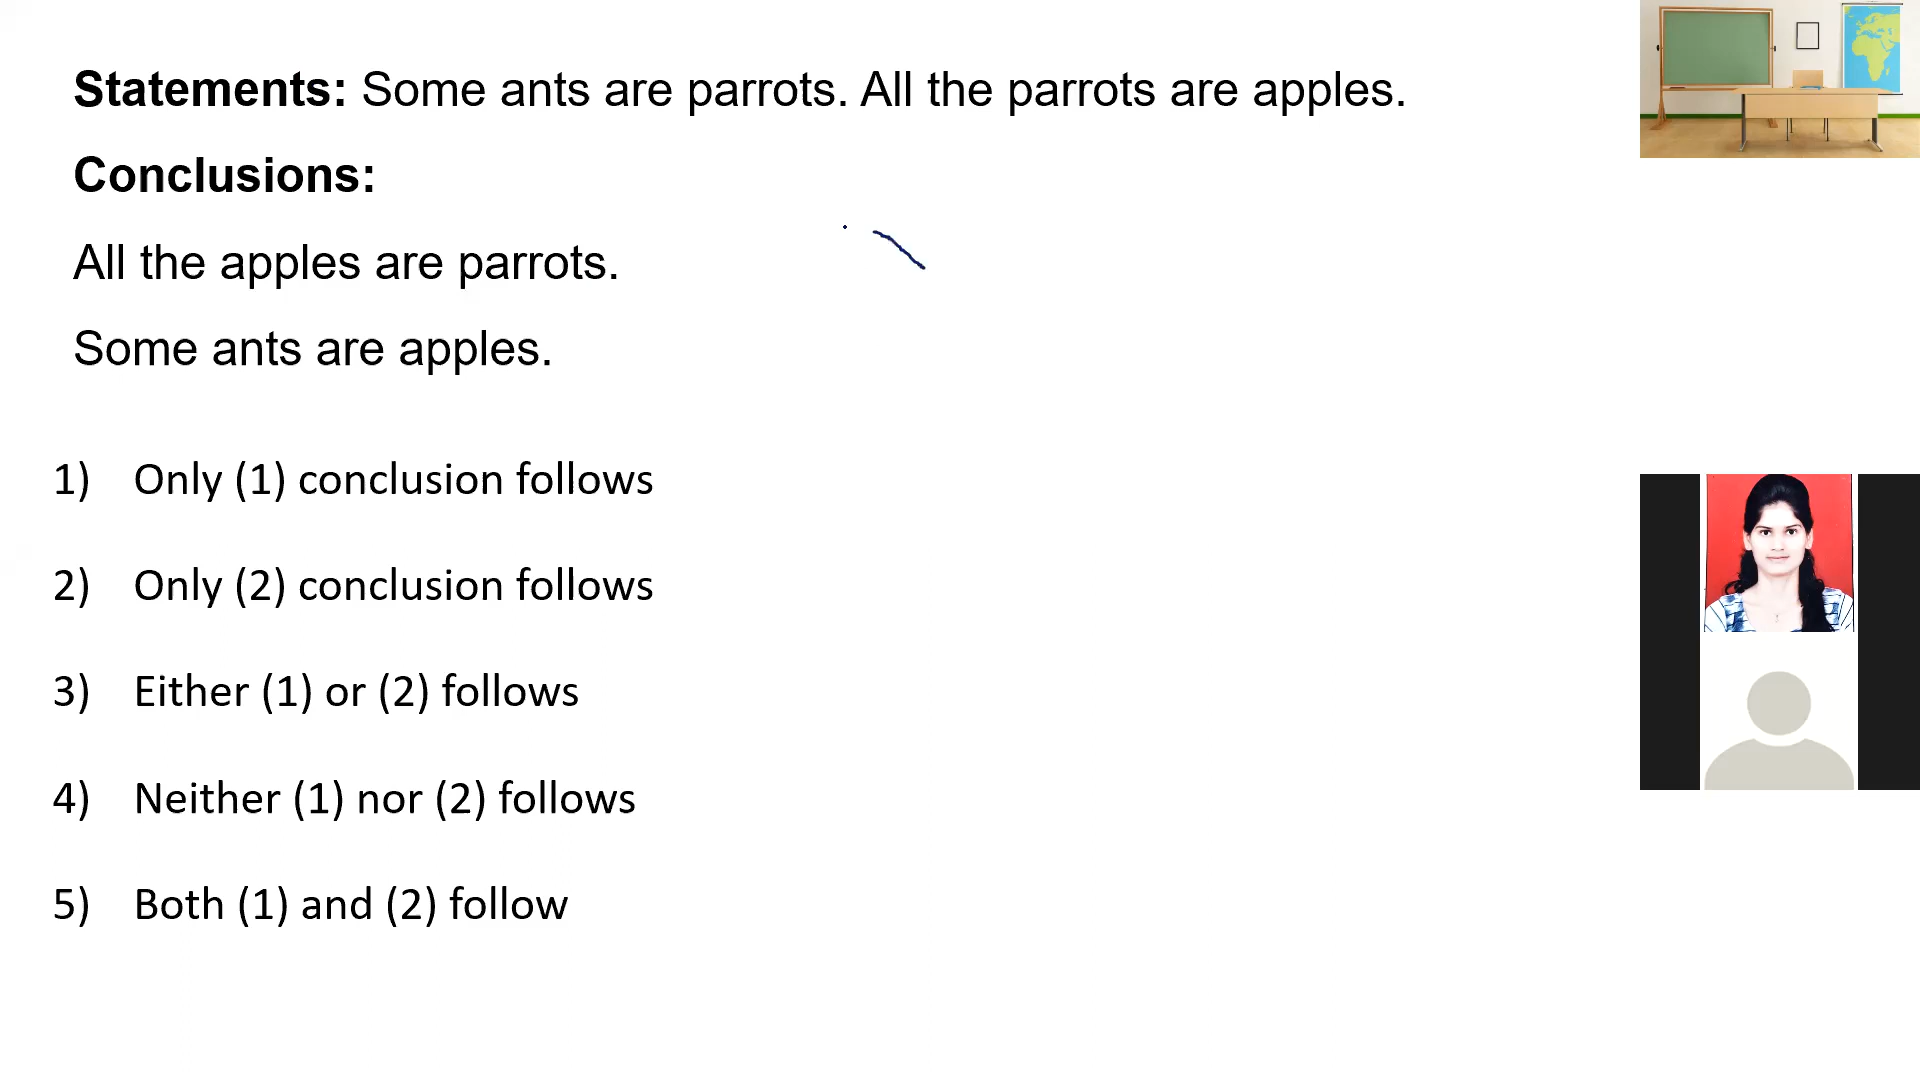 Statements: Some ants are parrots. All the parrots are apples.
Conclusions:
All the apples are parrots.
Some ants are apples.
1) Only (1) conclusion follows
2) Only (2) conclusion follows
3) Either (1) or (2) follows
4) Neither (1) nor (2) follows
5) Both (1) and (2) follow